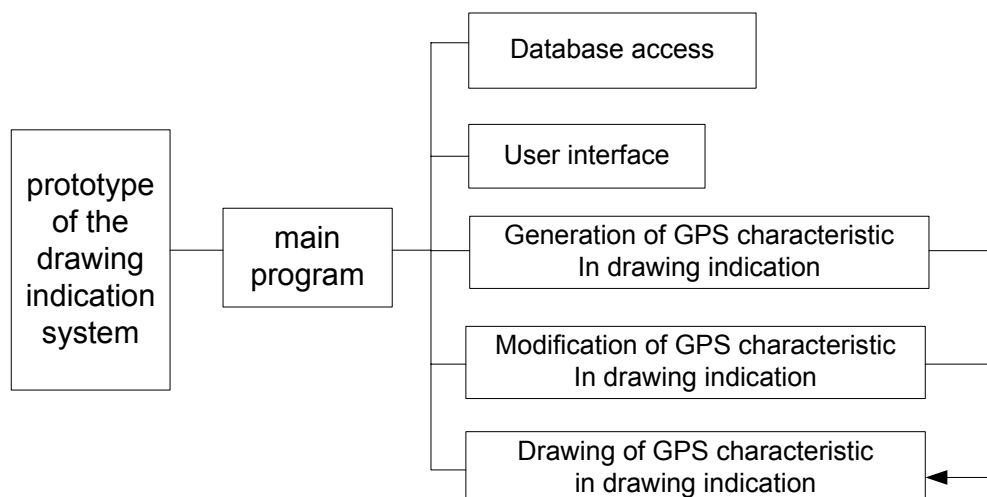 Database access
User interface
prototype
of the
drawing
indication
system
main
program
Generation of GPS characteristic
In drawing indication
Modification of GPS characteristic
In drawing indication
Drawing of GPS characteristic
in drawing indication